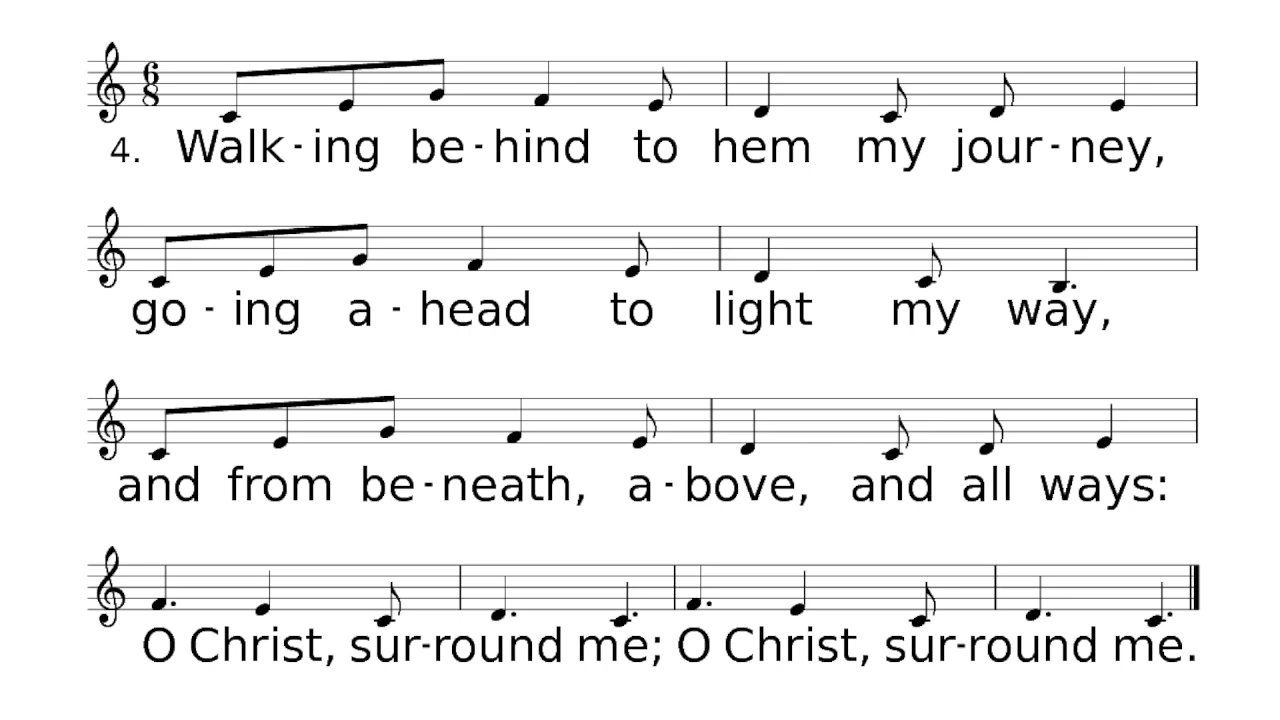 6
8
4. Walk-ing be-hind to hem my jour-ney,
go-ing a-head to light my way,
and from be-neath, a-bove, and all ways:
O Christ, sur-round me; O Christ, sur-round me.